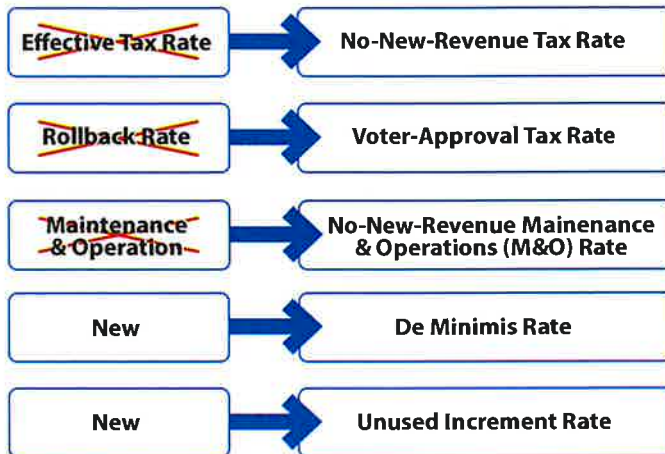 Effective Tax Rate
No-New-Revenue Tax Rate
Rollback Rate
Voter-Approval Tax Rate
Maintenance
& Operation
No-New-Revenue Mainenance
& Operations (M&O) Rate
New
De Minimis Rate
New
Unused Increment Rate